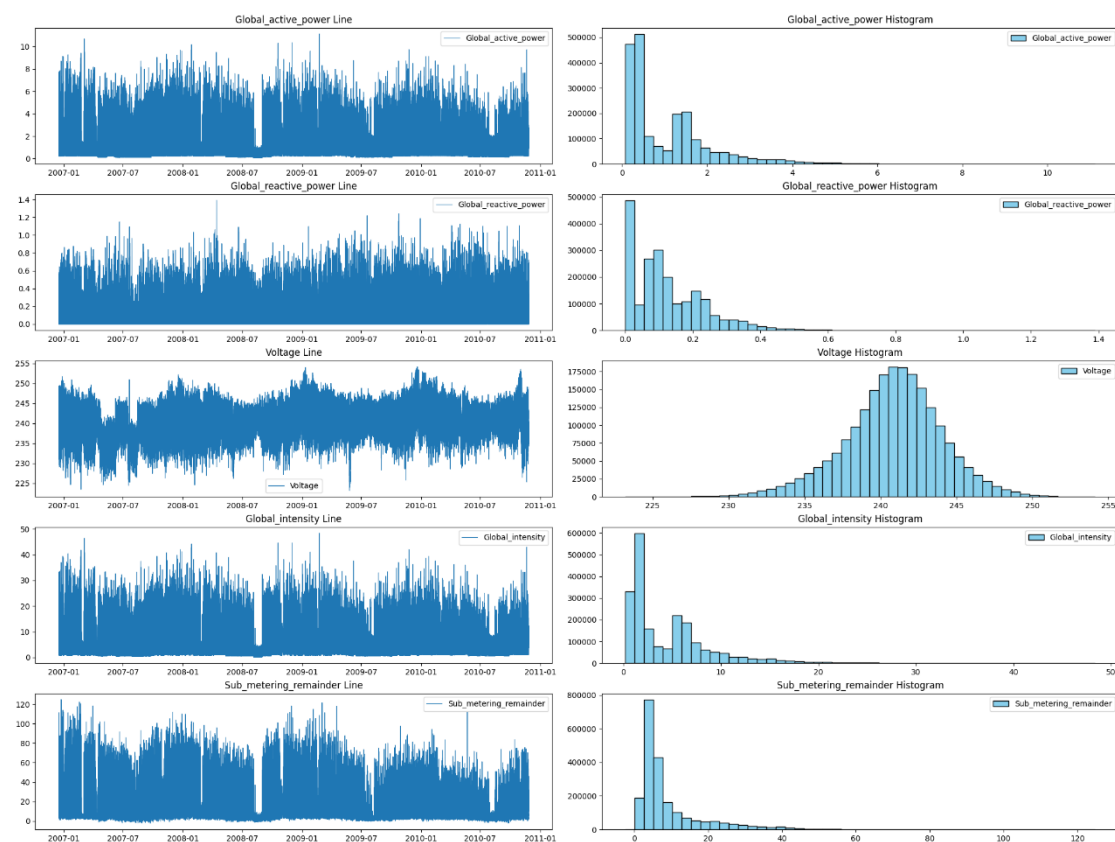 Global_active_power Line
Global_active_power
10
8
6
4
2
0
2007-01 2007-07 2008-01 2008-07 2009-01 2009-07 2010-01 2010-07 2011-01
Global_active_power Histogram
Global_active_power
500000
400000
300000
200000
100000
0
0 2 4 6 8 10
Global_reactive_power Line
Global_reactive_power
1.4
1.2
1.0
0.8
0.6
0.4
0.2
0.0
2007-01 2007-07 2008-01 2008-07 2009-01 2009-07 2010-01 2010-07 2011-01
Global_reactive_power Histogram
Global_reactive_power
500000
400000
300000
200000
100000
0
0.0 0.2 0.4 0.6 0.8 1.0 1.2 1.4
Voltage Line
255
250
245
240
235
230
225
Voltage
2007-01 2007-07 2008-01 2008-07 2009-01 2009-07 2010-01 2010-07 2011-01
Voltage Histogram
Voltage
175000
150000
125000
100000
75000
50000
25000
0
225 230 235 240 245 250 255
Global_intensity Line
Global_intensity
50
40
30
20
10
0
2007-01 2007-07 2008-01 2008-07 2009-01 2009-07 2010-01 2010-07 2011-01
Global_intensity Histogram
Global_intensity
600000
500000
400000
300000
200000
100000
0
0 10 20 30 40 50
Sub_metering_remainder Line
Sub_metering_remainder
120
100
80
60
40
20
0
2007-01 2007-07 2008-01 2008-07 2009-01 2009-07 2010-01 2010-07 2011-01
Sub_metering_remainder Histogram
Sub_metering_remainder
800000
600000
400000
200000
0
0 20 40 60 80 100 120